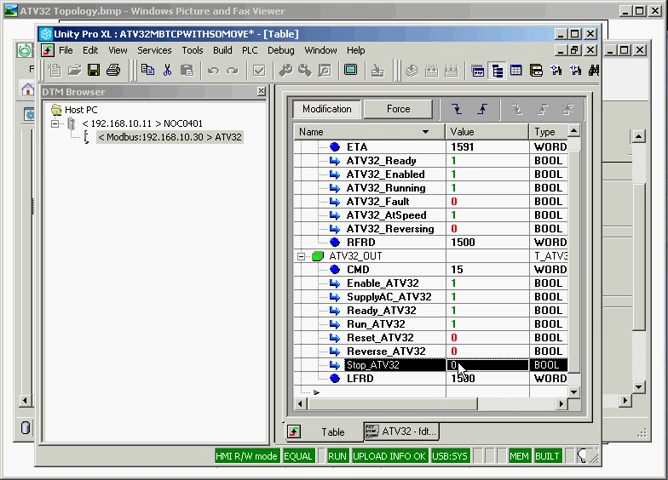 ATV32 Topology.bmp - Windows Picture and Fax Viewer
Unity Pro XL : ATV32MBTCPWITHSOMOVE* - [Table]
File Edit View Services Tools Build PLC Debug Window Help
F
DTM Browser
Host PC
< 192.168.10.11 > NOC0401
< Modbus:192.168.10.30 > ATV32
Modification Force
Name Value Type
ETA 1591 WORD
ATV32_Ready 1 BOOL
ATV32_Enabled 1 BOOL
ATV32_Running 1 BOOL
ATV32_Fault 0 BOOL
ATV32_AtSpeed 1 BOOL
ATV32_Reversing 0 BOOL
RFRD 1500 WORD
ATV32_OUT T_ATV3
CMD 15 WORD
Enable_ATV32 1 BOOL
SupplyAC_ATV32 1 BOOL
Ready_ATV32 1 BOOL
Run_ATV32 1 BOOL
Reset_ATV32 0 BOOL
Reverse_ATV32 0 BOOL
Stop_ATV32 0 BOOL
LFRD 1500 WORD
Table ATV32 - fdt...
HMI R/W mode EQUAL RUN UPLOAD INFO OK USB:SYS MEM BUILT